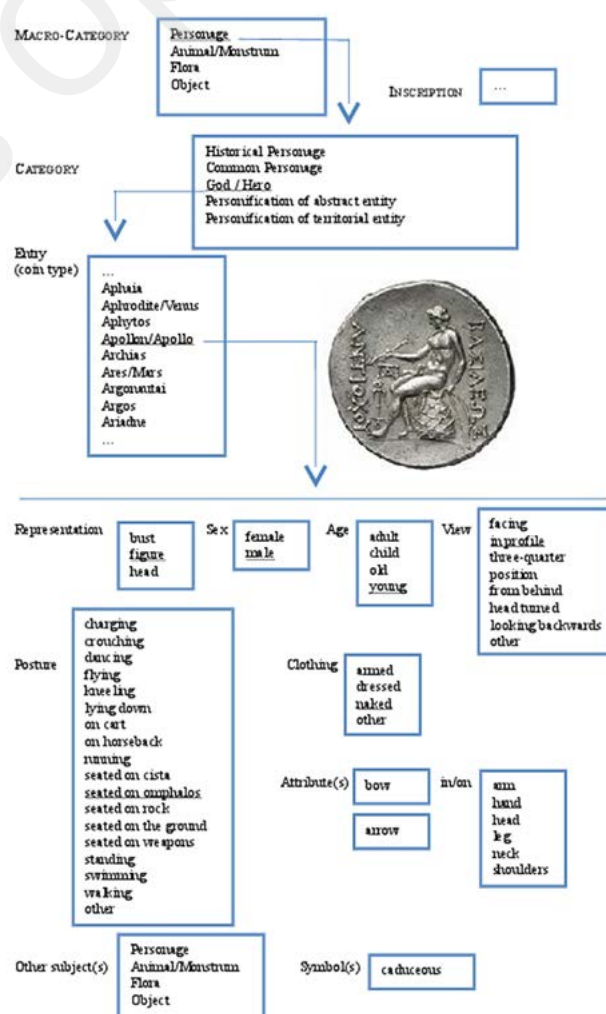 MACRO-CATEGORY
Personage
Animal/Monstrum
Flora
Object
INSCRIPTION
...
CATEGORY
Historical Personage
Common Personage
God / Hero
Personification of abstract entity
Personification of territorial entity
Entry
(coin type)
...
Aphaia
Aphrodite/Venus
Aphytos
Apollon/Apollo
Archias
Ares/Mars
Argonautai
Argos
Ariadne
...
ΒΑΣΙΛΕΩΣ
ΑΝΤΙΟΧΟΥ
Representation
bust
figure
head
Sex
female
male
Age
adult
child
old
young
View
facing
in profile
three-quarter
position
from behind
head turned
looking backwards
other
Posture
charging
crouching
dancing
flying
kneeling
lying down
on cart
on horseback
running
seated on cista
seated on omphalos
seated on rock
seated on the ground
seated on weapons
standing
swimming
walking
other
Clothing
armed
dressed
naked
other
Attribute(s)
bow
arrow
in/on
arm
hand
head
leg
neck
shoulders
Other subject(s)
Personage
Animal/Monstrum
Flora
Object
Symbol(s)
caduceous